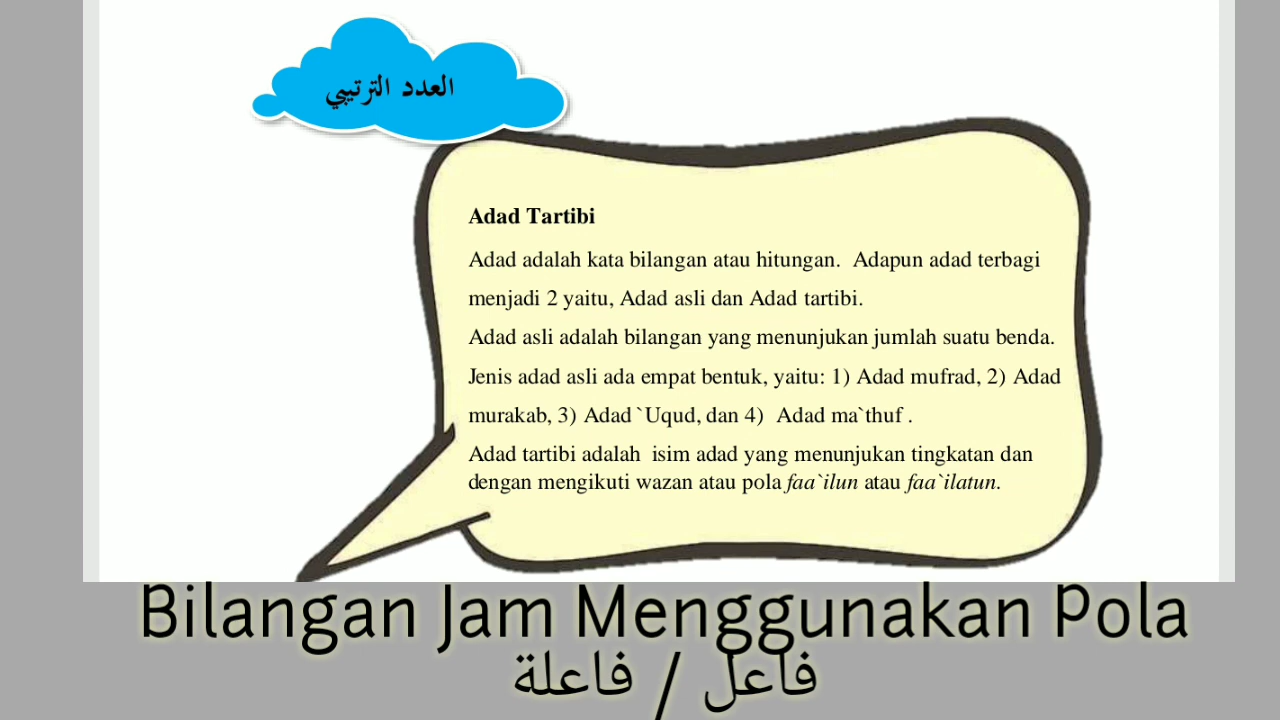 العدد الترتيبي
Adad Tartibi
Adad adalah kata bilangan atau hitungan. Adapun adad terbagi
menjadi 2 yaitu, Adad asli dan Adad tartibi.
Adad asli adalah bilangan yang menunjukan jumlah suatu benda.
Jenis adad asli ada empat bentuk, yaitu: 1) Adad mufrad, 2) Adad
murakab, 3) Adad `Uqud, dan 4) Adad ma`thuf .
Adad tartibi adalah isim adad yang menunjukan tingkatan dan
dengan mengikuti wazan atau pola faa`ilun atau faa`ilatun.
Bilangan Jam Menggunakan Pola
فاعل / فاعلة